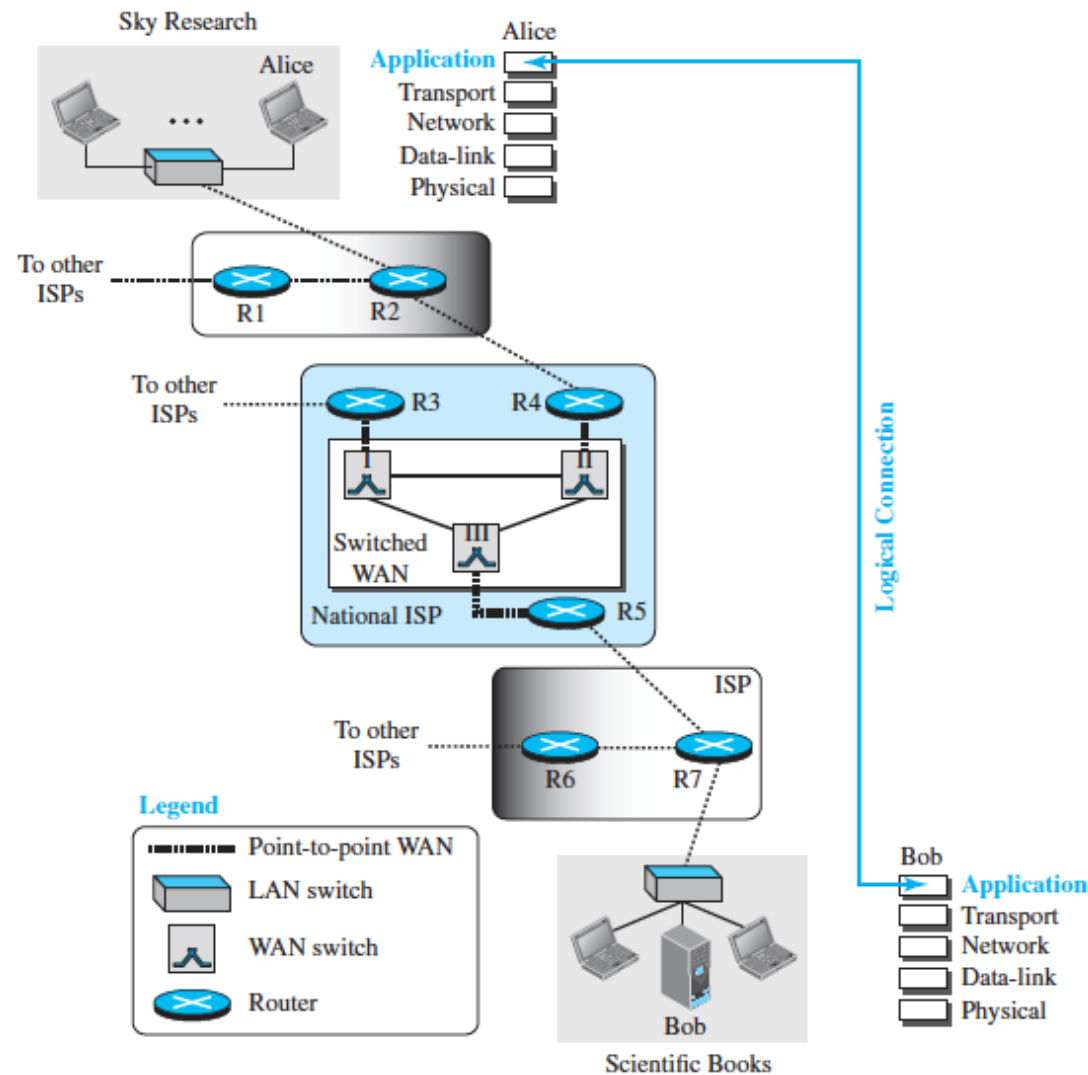 Sky Research
Alice
Alice
Application
Transport
Network
Data-link
Physical
To other
ISPs
R1
R2
To other
ISPs
R3
R4
I
II
III
Switched
WAN
National ISP
R5
Logical Connection
ISP
To other
ISPs
R6
R7
Legend
Point-to-point WAN
LAN switch
WAN switch
Router
Bob
Scientific Books
Bob
Application
Transport
Network
Data-link
Physical